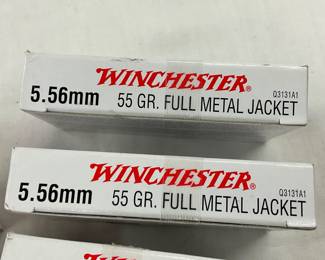 WINCHESTER®
Q3131A1
5.56mm 55 GR. FULL METAL JACKET
WINCHESTER®
Q3131A1
5.56mm 55 GR. FULL METAL JACKET